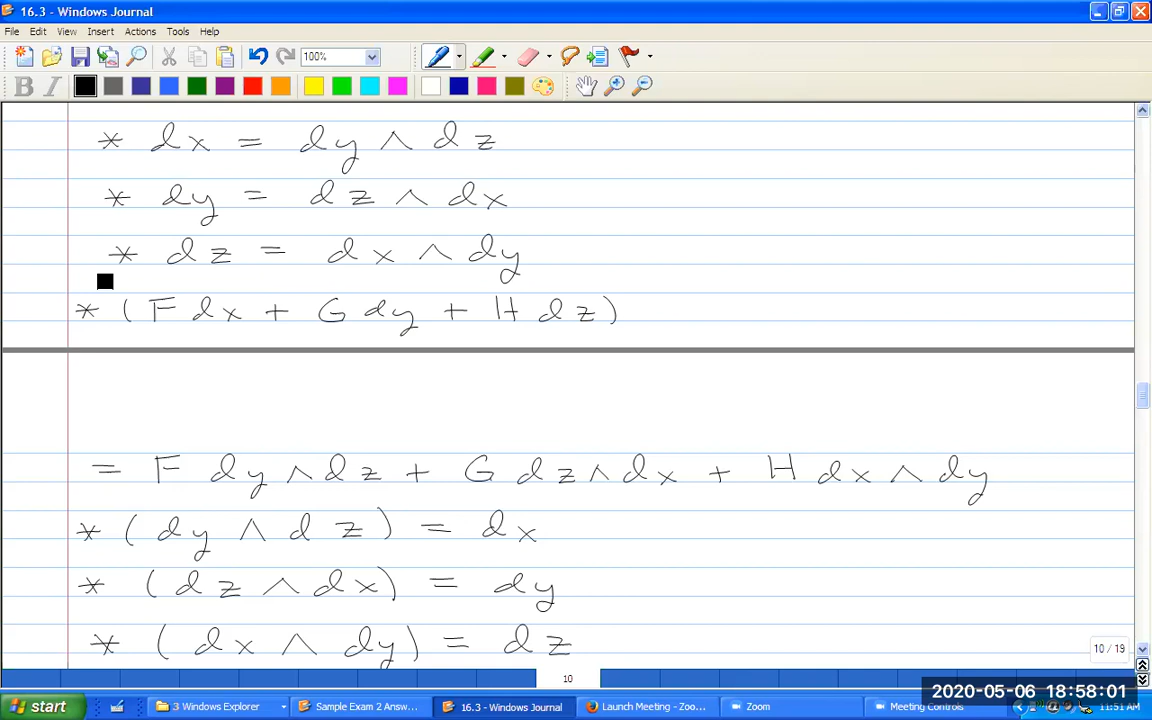 16.3 - Windows Journal
File Edit View Insert Actions Tools Help
100%
B I
* dx = dy ∧ dz
* dy = dz ∧ dx
* dz = dx ∧ dy
* (F dx + G dy + H dz)
= F dy ∧ dz + G dz ∧ dx + H dx ∧ dy
* (dy ∧ dz) = dx
* (dz ∧ dx) = dy
* (dx ∧ dy) = dz
10 / 19
10
2020-05-06 18:58:01
start 3 Windows Explorer Sample Exam 2 Answ... 16.3 - Windows Journal Launch Meeting - Zoo... Zoom Meeting Controls 11:51 AM